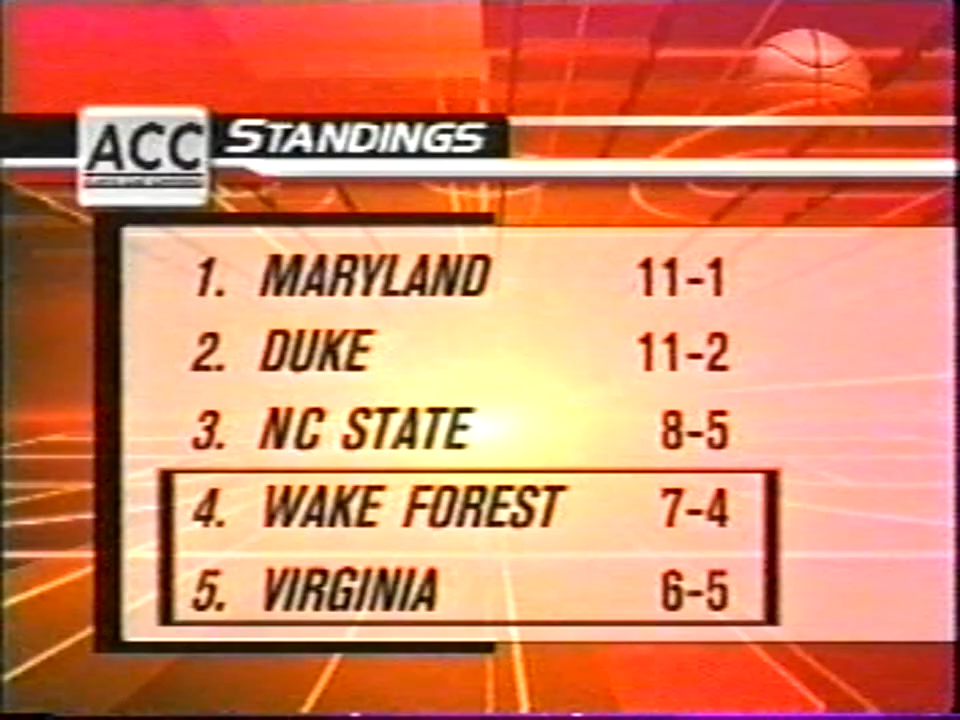 ACC STANDINGS
1. MARYLAND 11-1
2. DUKE 11-2
3. NC STATE 8-5
4. WAKE FOREST 7-4
5. VIRGINIA 6-5